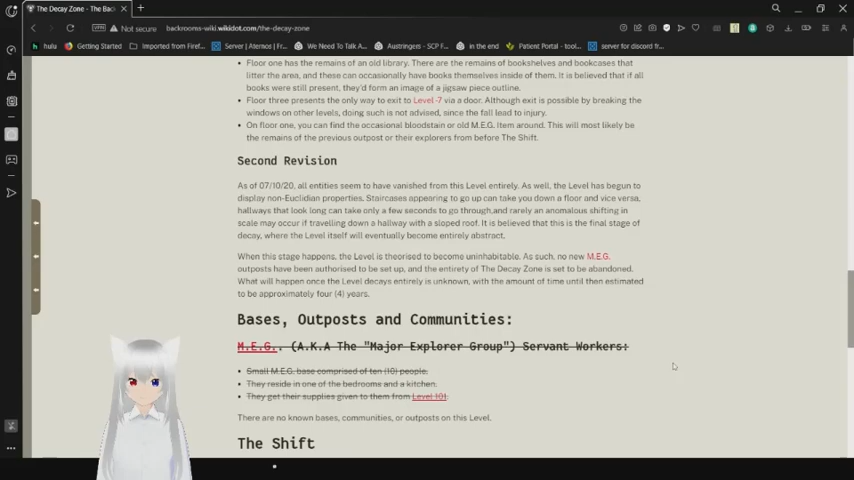 The Decay Zone - The Bac
Not secure
backrooms-wiki.wikidot.com/the-decay-zone
hulu
Getting Started
Imported from Firef...
Server | Aternos | Fr...
We Need To Talk A...
Austringers - SCP F...
in the end
Patient Portal - tool...
server for discord fr...
• Floor one has the remains of an old library. There are the remains of bookshelves and bookcases that
litter the area, and these can occasionally have books themselves inside of them. It is believed that if all
books were still present, they'd form an image of a jigsaw piece outline.
• Floor three presents the only way to exit to Level -7 via a door. Although exit is possible by breaking the
windows on other levels, doing such is not advised, since the fall lead to injury.
• On floor one, you can find the occasional bloodstain or old M.E.G. Item around. This will most likely be
the remains of the previous outpost or their explorers from before The Shift.
Second Revision
As of 07/10/20, all entities seem to have vanished from this Level entirely. As well, the Level has begun to
display non-Euclidian properties. Staircases appearing to go up can take you down a floor and vice versa,
hallways that look long can take only a few seconds to go through,and rarely an anomalous shifting in
scale may occur if travelling down a hallway with a sloped roof. It is believed that this is the final stage of
decay, where the Level itself will eventually become entirely abstract.
When this stage happens, the Level is theorised to become uninhabitable. As such, no new M.E.G.
outposts have been authorised to be set up, and the entirety of The Decay Zone is set to be abandoned.
What will happen once the Level decays entirely is unknown, with the amount of time until then estimated
to be approximately four (4) years.
Bases, Outposts and Communities:
M.E.G.. (A.K.A The "Major Explorer Group") Servant Workers:
• Small M.E.G. base comprised of ten (10) people.
• They reside in one of the bedrooms and a kitchen.
• They get their supplies given to them from Level 101.
There are no known bases, communities, or outposts on this Level.
The Shift